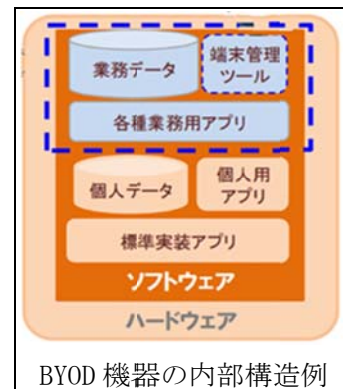 業務データ
端末管理
ツール
各種業務用アプリ
個人データ
個人用
アプリ
標準実装アプリ
ソフトウェア
ハードウェア
BYOD 機器の内部構造例